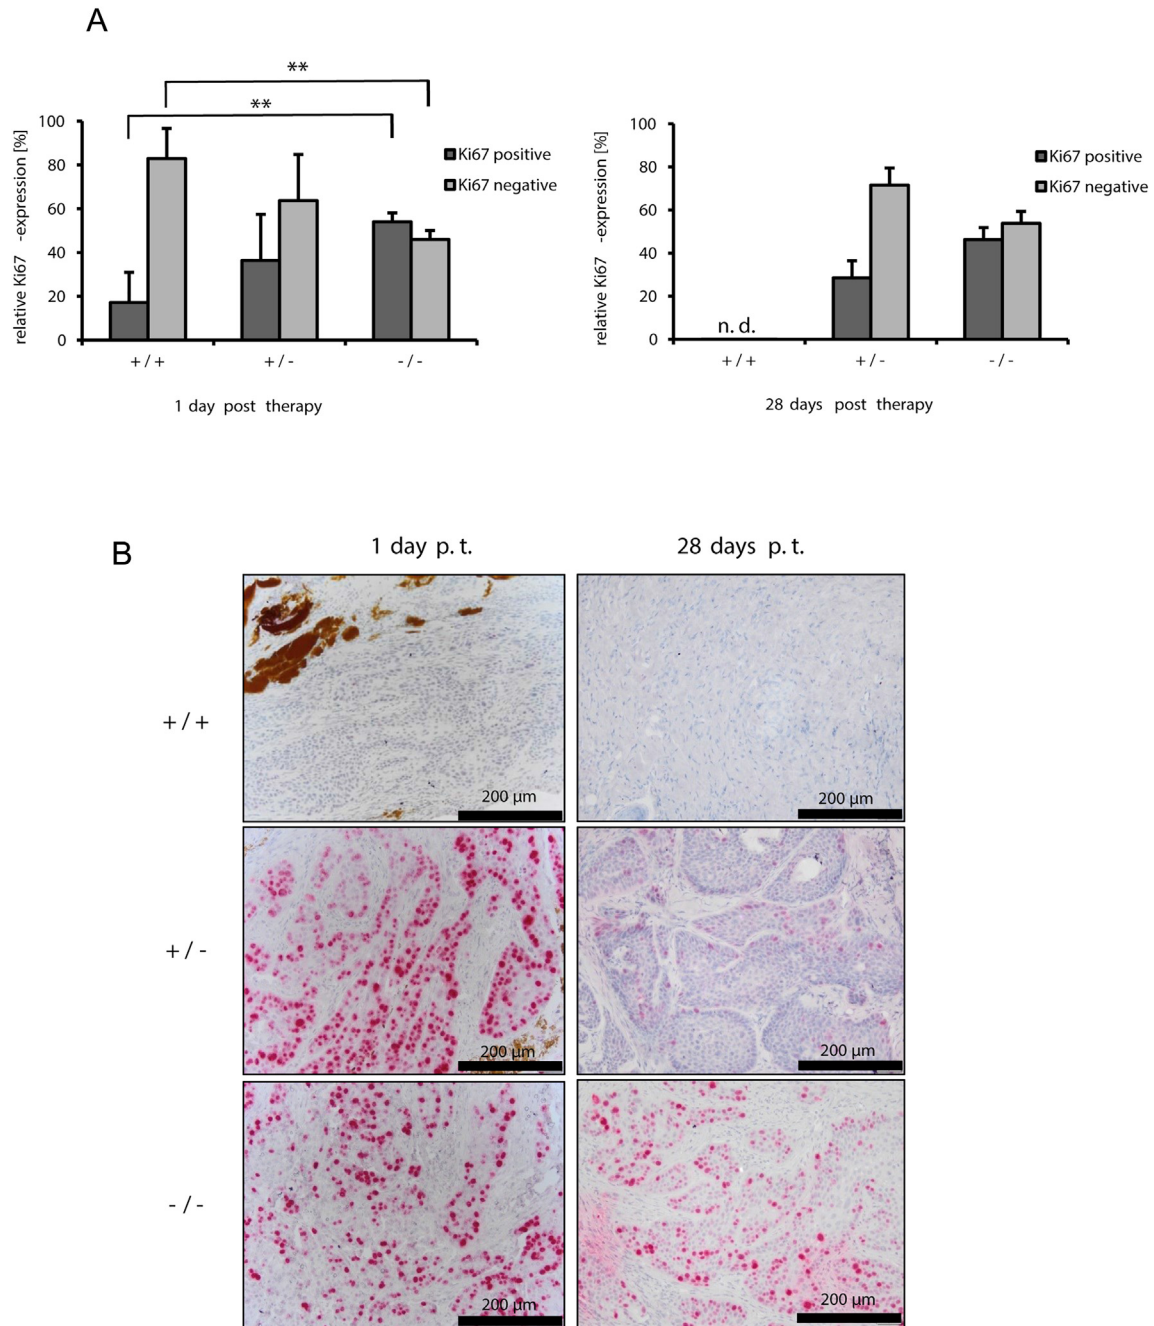 A
**
**
relative Ki67 -expression [%]
100
80
60
40
20
0
Ki67 positive
Ki67 negative
+/+
+/-
-/-
1 day post therapy
relative Ki67 -expression [%]
100
80
60
40
20
0
n. d.
Ki67 positive
Ki67 negative
+/+
+/-
-/-
28 days post therapy
B
1 day p. t.
28 days p. t.
+/+
200 µm
200 µm
+/-
200 µm
200 µm
-/-
200 µm
200 µm